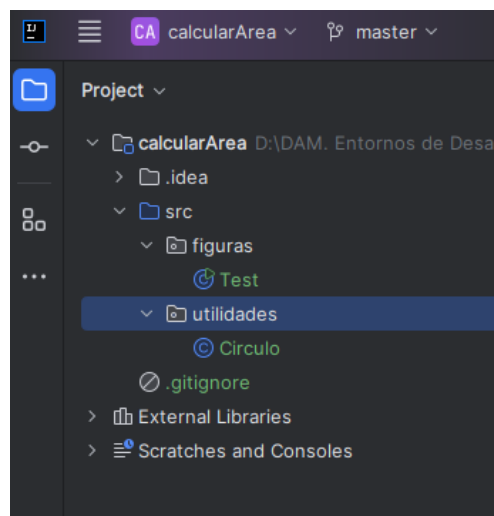 IJ CA calcularArea master
Project
calcularArea D:\DAM. Entornos de Desa
.idea
src
figuras
Test
utilidades
C Circulo
.gitignore
External Libraries
Scratches and Consoles